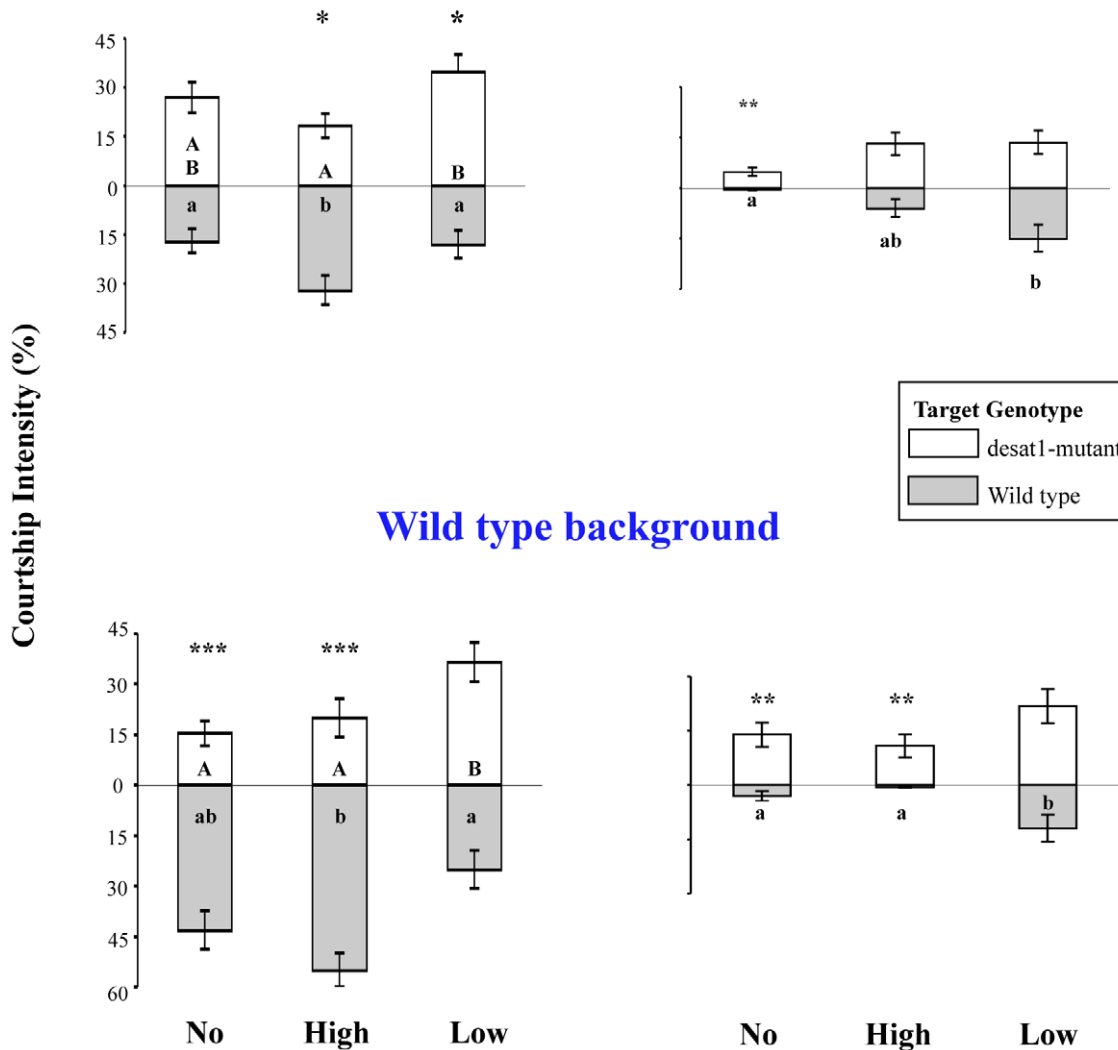 Courtship Intensity (%)
* *
45
30
15
0
15
30
45
A
B
A
B
a
b
a
**
a
ab
b
Target Genotype
desat1-mutant
Wild type
Wild type background
*** ***
45
30
15
0
15
30
45
60
A
A
B
ab
b
a
** **
a
a
b
No High Low
No High Low